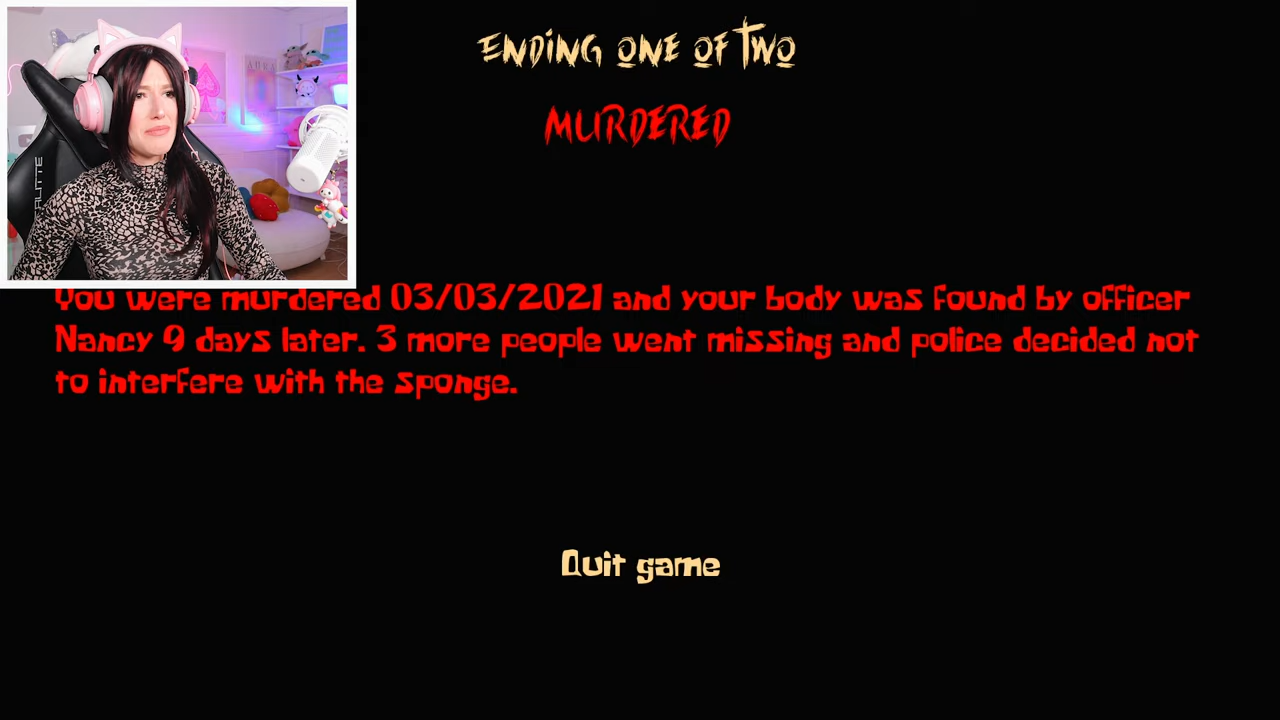 ENDING ONE OF TWO
MURDERED
You were murdered 03/03/2021 and your body was found by officer
Nancy 9 days later. 3 more people went missing and police decided not
to interfere with the sponge.
Quit game
AURA